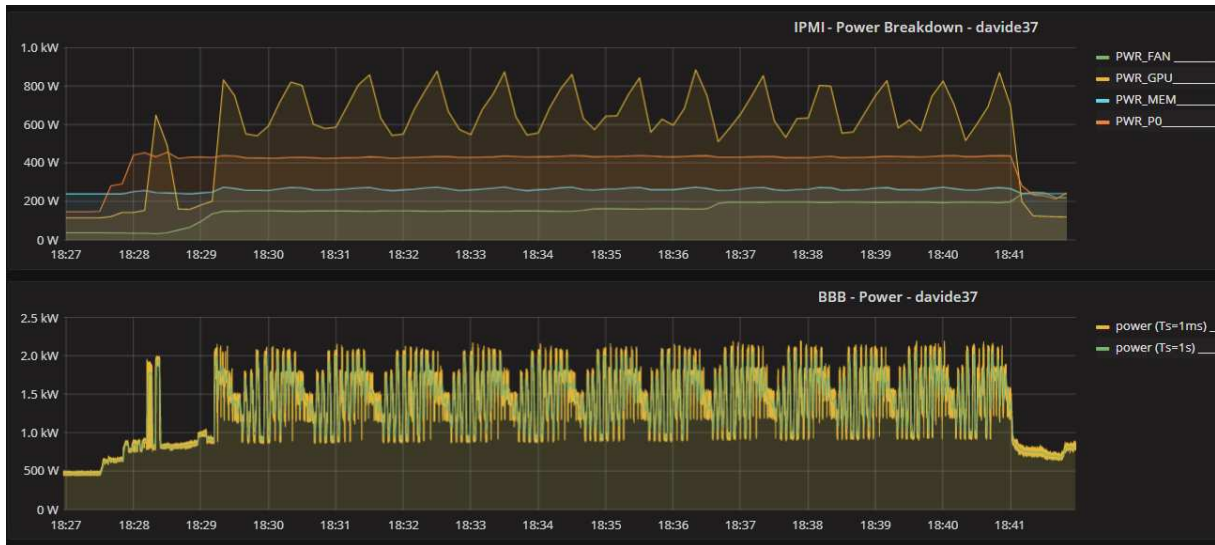 IPMI - Power Breakdown - davide37
1.0 kW
800 W
600 W
400 W
200 W
0 W
18:27 18:28 18:29 18:30 18:31 18:32 18:33 18:34 18:35 18:36 18:37 18:38 18:39 18:40 18:41
PWR_FAN
PWR_GPU
PWR_MEM
PWR_P0
BBB - Power - davide37
2.5 kW
2.0 kW
1.5 kW
1.0 kW
500 W
0 W
18:27 18:28 18:29 18:30 18:31 18:32 18:33 18:34 18:35 18:36 18:37 18:38 18:39 18:40 18:41
power (Ts=1ms)
power (Ts=1s)